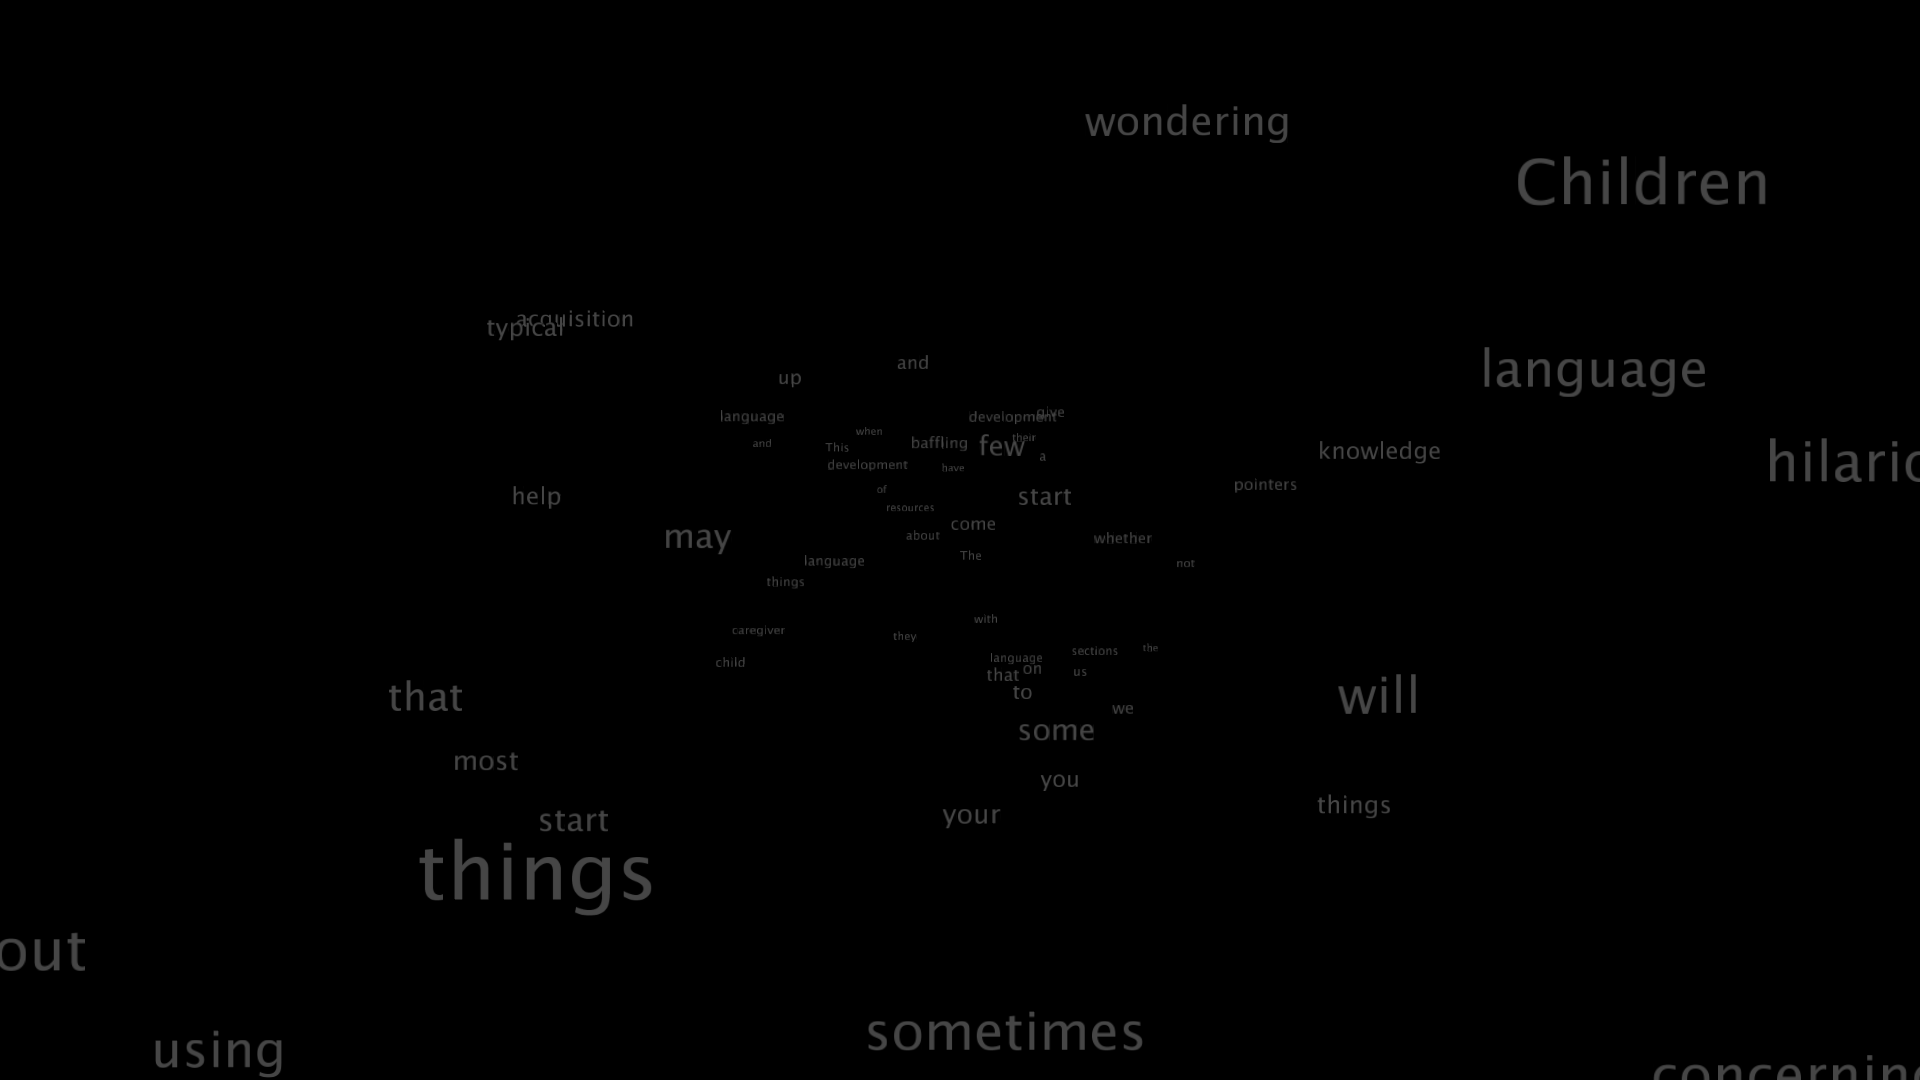 wondering
Children
acquisition
typical
and
language
up
give
language
development
when
their
and
This
baffling
few
hilario
knowledge
a
development
have
pointers
of
help
start
resources
come
may
about
whether
The
language
not
things
with
caregiver
they
the
sections
language
child
on
us
that
that
to
will
we
some
most
you
things
your
start
things
out
sometimes
using
concernin